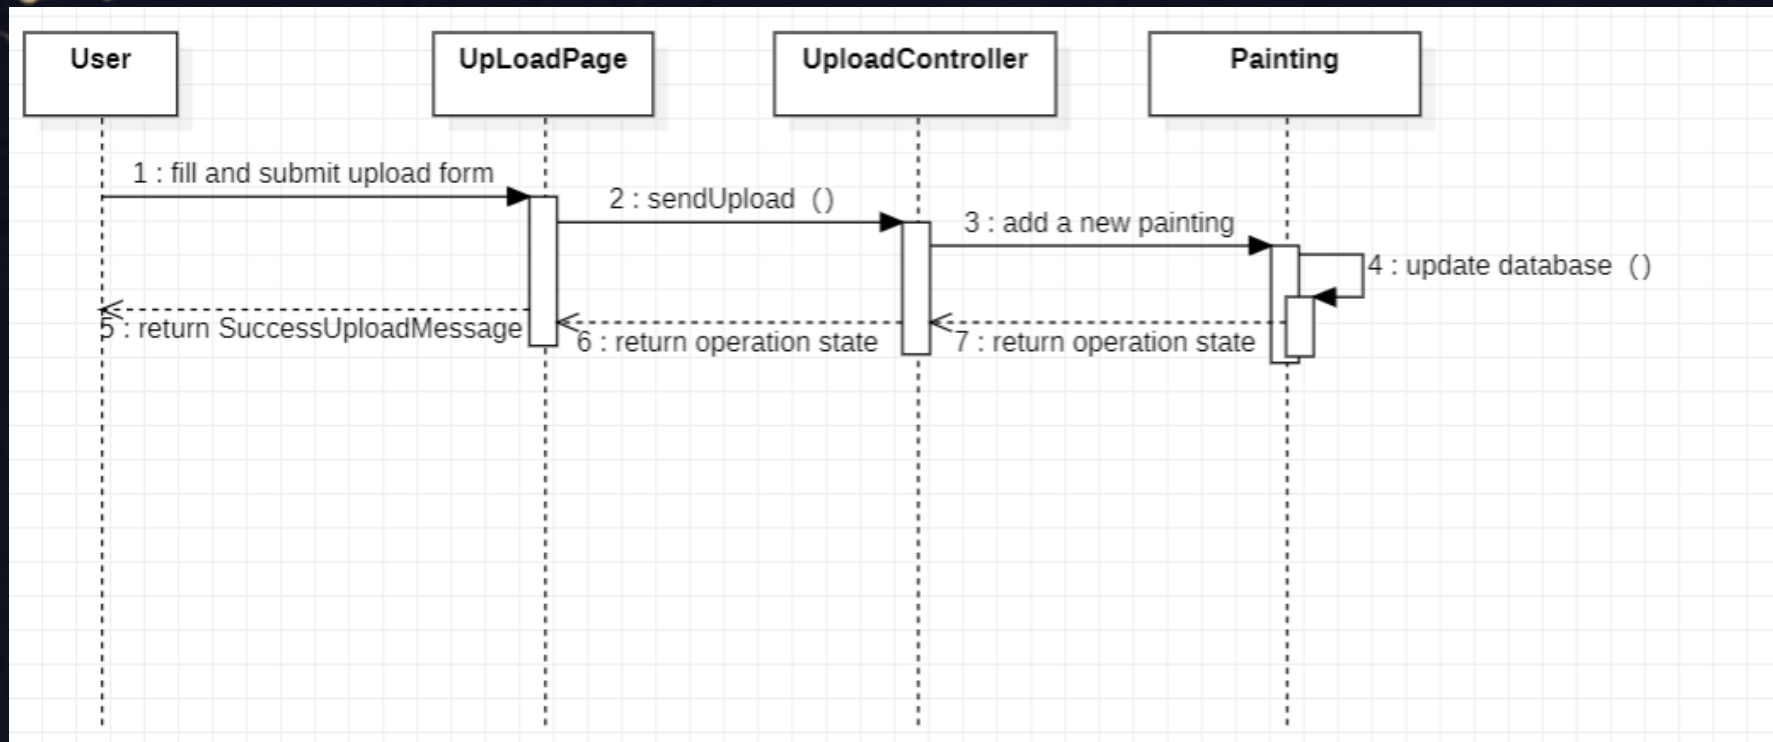 User
UpLoadPage
UploadController
Painting
1 : fill and submit upload form
2 : sendUpload ()
3 : add a new painting
4 : update database ()
5 : return SuccessUploadMessage
6 : return operation state
7 : return operation state